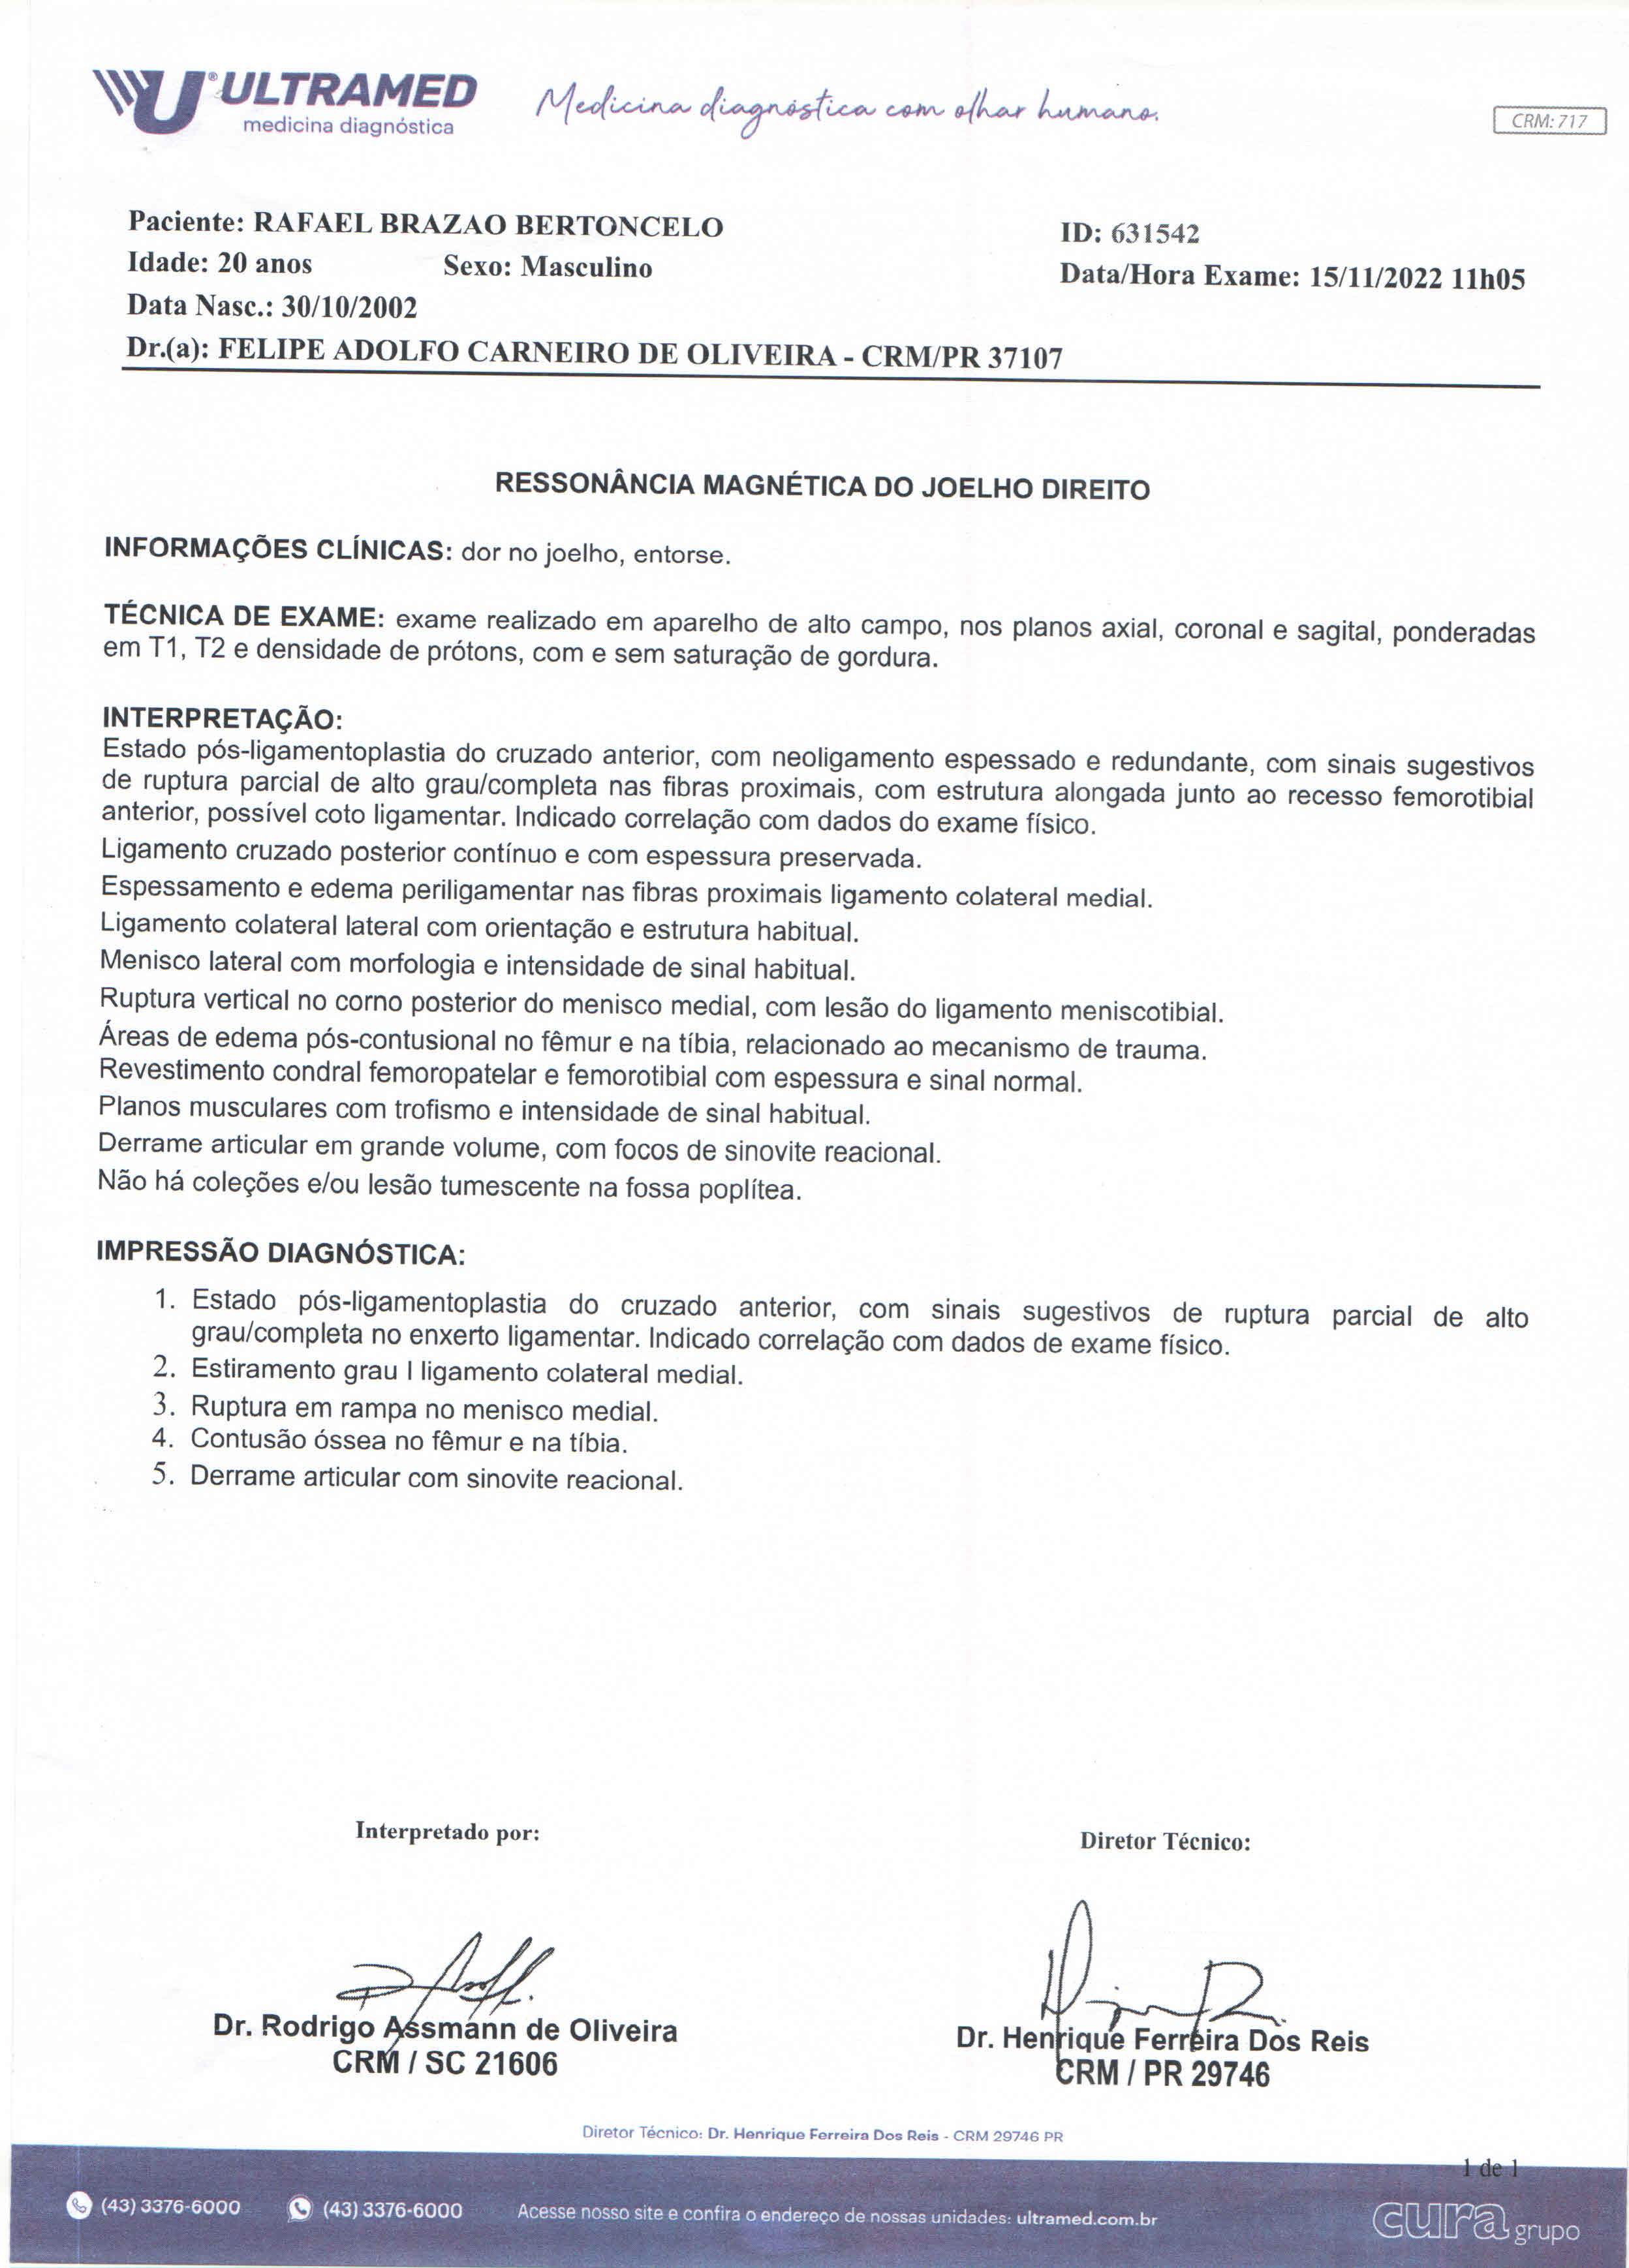 ULTRAMED
medicina diagnóstica
Medicina diagnóstica com olhar humano.
CRM: 717
Paciente: RAFAEL BRAZAO BERTONCELO
ID: 631542
Idade: 20 anos Sexo: Masculino
Data/Hora Exame: 15/11/2022 11h05
Data Nasc.: 30/10/2002
Dr.(a): FELIPE ADOLFO CARNEIRO DE OLIVEIRA - CRM/PR 37107
RESSONÂNCIA MAGNÉTICA DO JOELHO DIREITO
INFORMAÇÕES CLÍNICAS: dor no joelho, entorse.
TÉCNICA DE EXAME: exame realizado em aparelho de alto campo, nos planos axial, coronal e sagital, ponderadas
em T1, T2 e densidade de prótons, com e sem saturação de gordura.
INTERPRETAÇÃO:
Estado pós-ligamentoplastia do cruzado anterior, com neoligamento espessado e redundante, com sinais sugestivos
de ruptura parcial de alto grau/completa nas fibras proximais, com estrutura alongada junto ao recesso femorotibial
anterior, possível coto ligamentar. Indicado correlação com dados do exame físico.
Ligamento cruzado posterior contínuo e com espessura preservada.
Espessamento e edema periligamentar nas fibras proximais ligamento colateral medial.
Ligamento colateral lateral com orientação e estrutura habitual.
Menisco lateral com morfologia e intensidade de sinal habitual.
Ruptura vertical no corno posterior do menisco medial, com lesão do ligamento meniscotibial.
Áreas de edema pós-contusional no fêmur e na tíbia, relacionado ao mecanismo de trauma.
Revestimento condral femoropatelar e femorotibial com espessura e sinal normal.
Planos musculares com trofismo e intensidade de sinal habitual.
Derrame articular em grande volume, com focos de sinovite reacional.
Não há coleções e/ou lesão tumescente na fossa poplítea.
IMPRESSÃO DIAGNÓSTICA:
1. Estado pós-ligamentoplastia do cruzado anterior, com sinais sugestivos de ruptura parcial de alto
grau/completa no enxerto ligamentar. Indicado correlação com dados de exame físico.
2. Estiramento grau I ligamento colateral medial.
3. Ruptura em rampa no menisco medial.
4. Contusão óssea no fêmur e na tíbia.
5. Derrame articular com sinovite reacional.
Interpretado por:
Diretor Técnico:
Dr. Rodrigo Assmann de Oliveira
CRM / SC 21606
Dr. Henrique Ferreira Dos Reis
CRM / PR 29746
Diretor Técnico: Dr. Henrique Ferreira Dos Reis - CRM 29746 PR
1 de 1
(43) 3376-6000 (43) 3376-6000 Acesse nosso site e confira o endereço de nossas unidades: ultramed.com.br
cura grupo